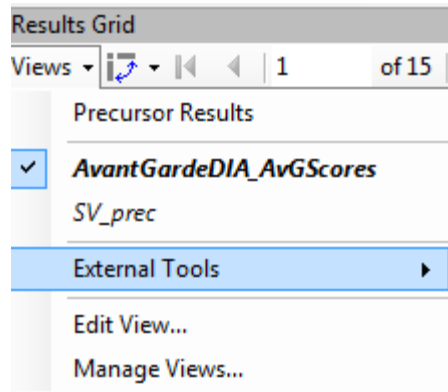 Results Grid
Views 1 of 15
Precursor Results
AvantGardeDIA_AvGScores
SV_prec
External Tools
Edit View...
Manage Views...